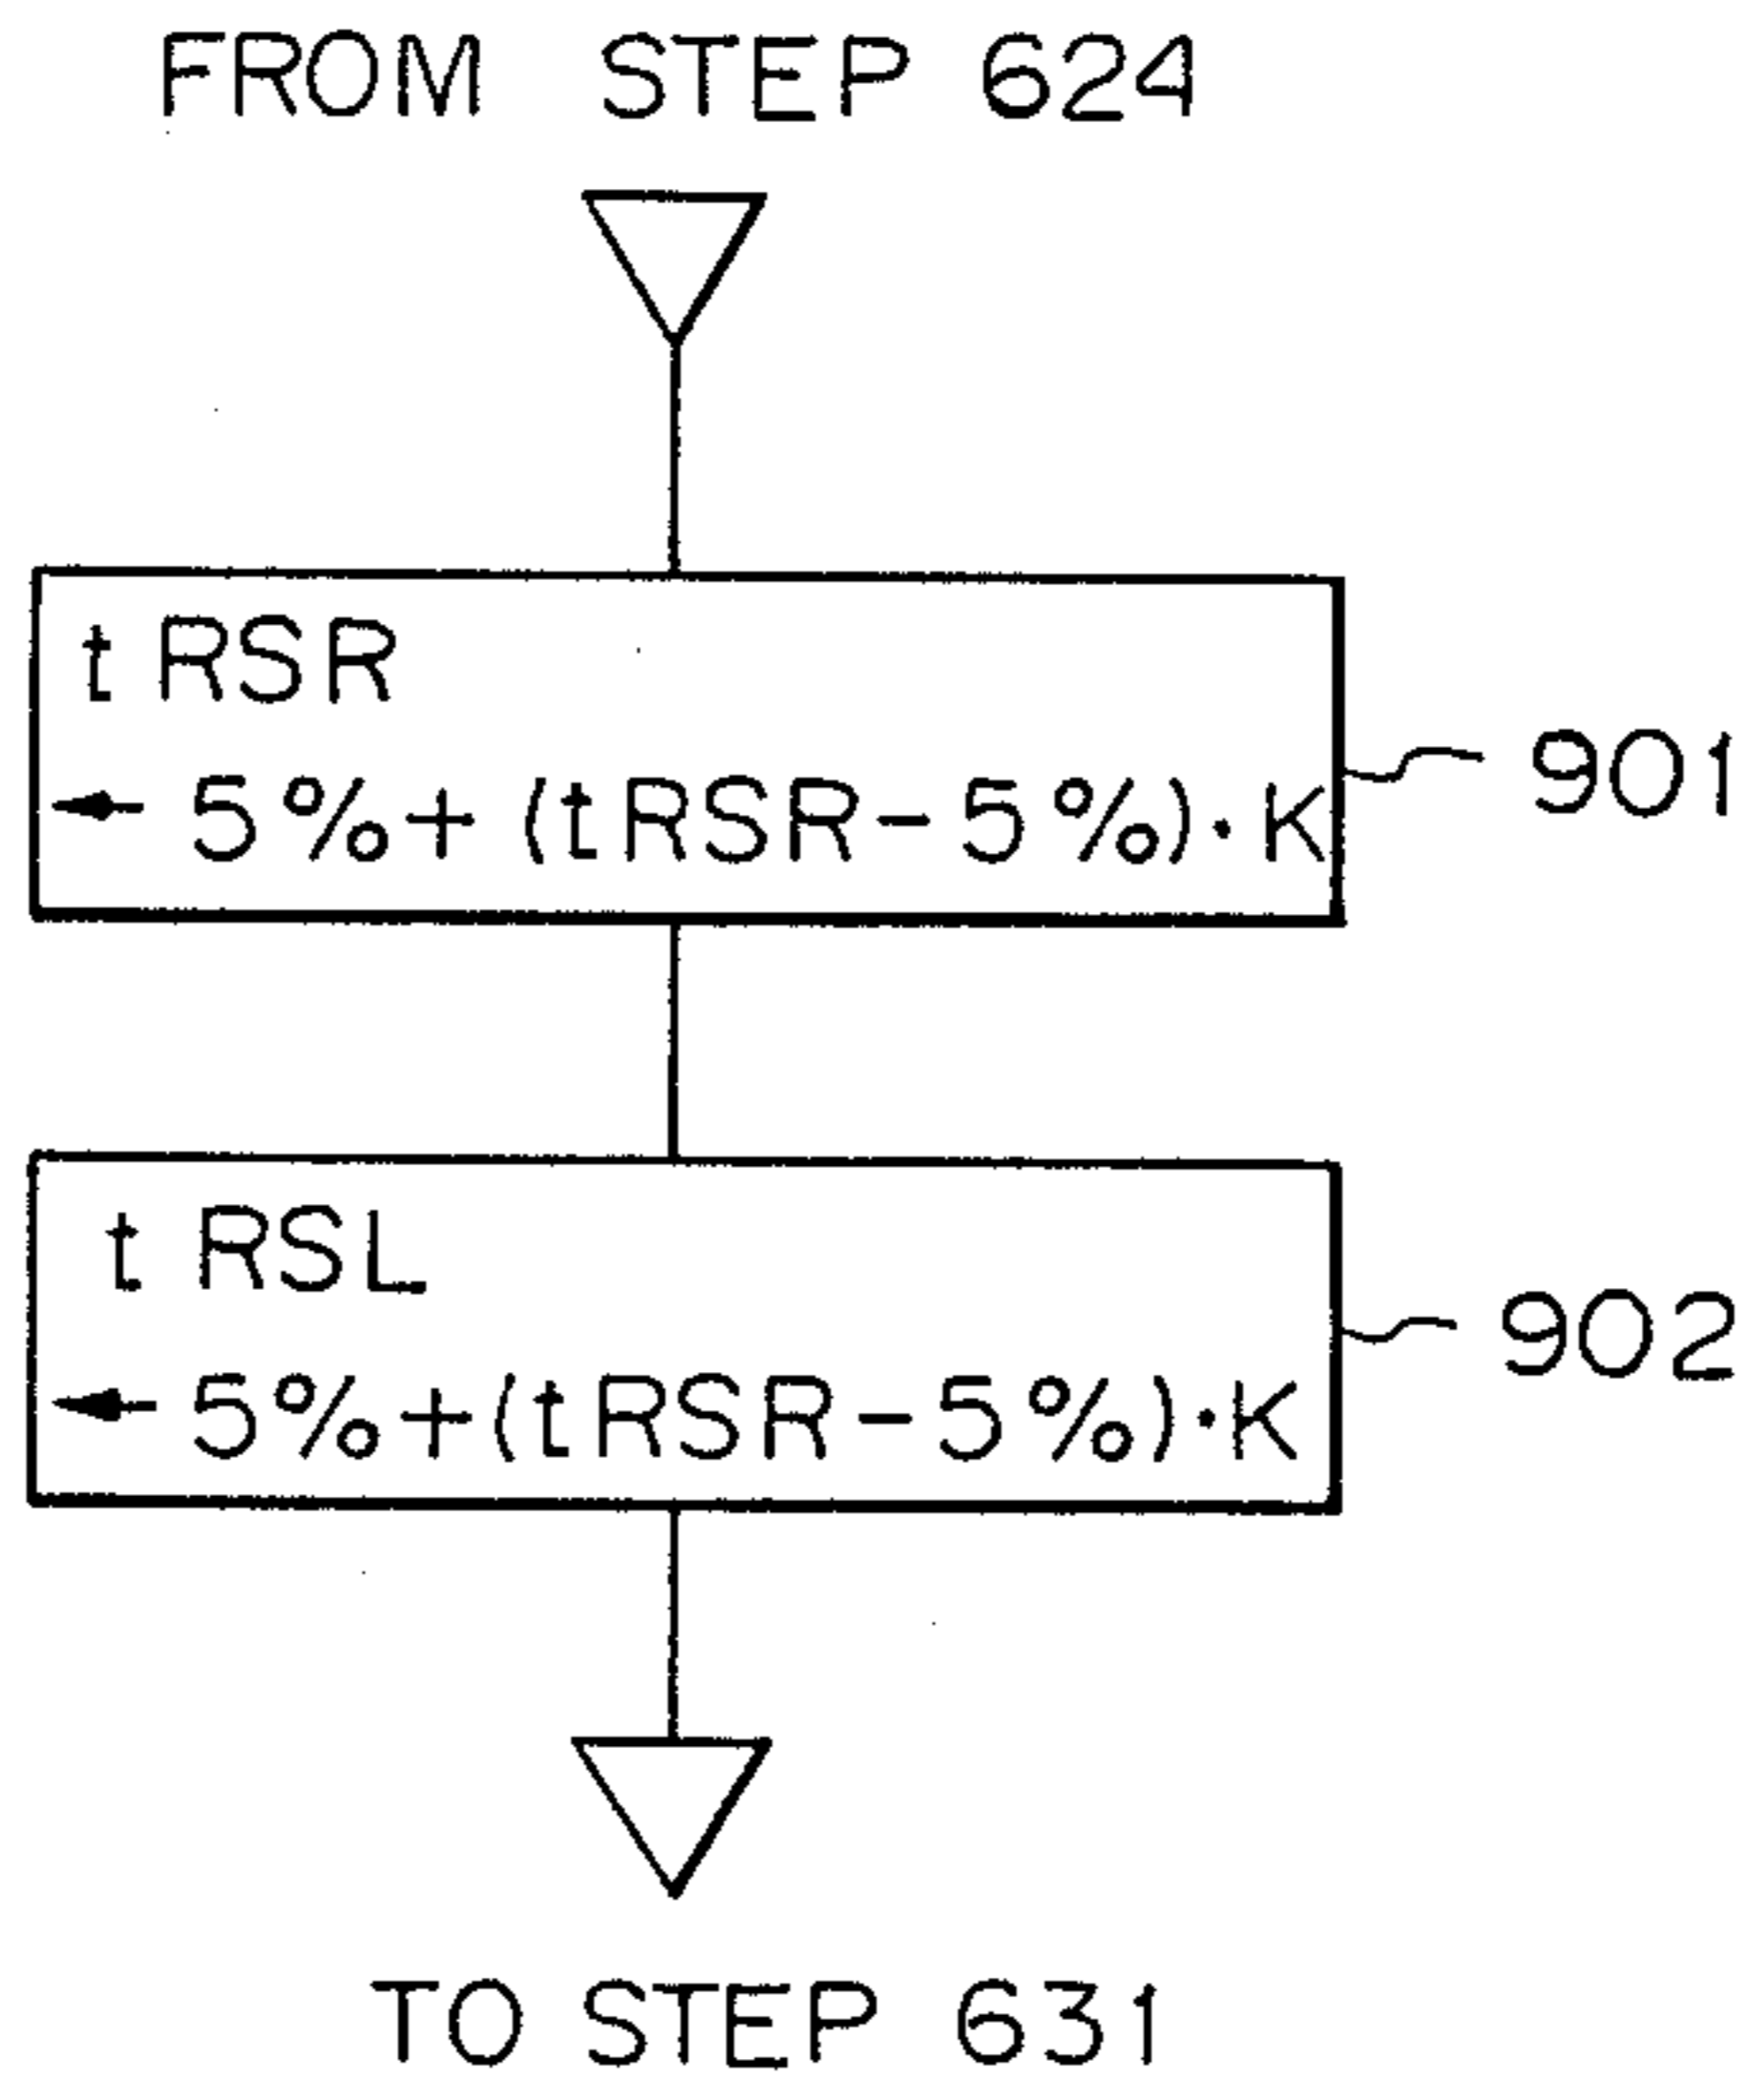 FROM STEP 624
t RSR
← 5%+(tRSR-5%)·K
901
t RSL
← 5%+(tRSR-5%)·K
902
TO STEP 631